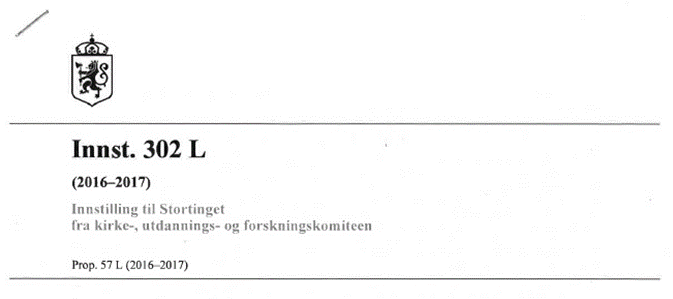 Innst. 302 L
(2016–2017)
Innstilling til Stortinget
fra kirke-, utdannings- og forskningskomiteen
Prop. 57 L (2016–2017)